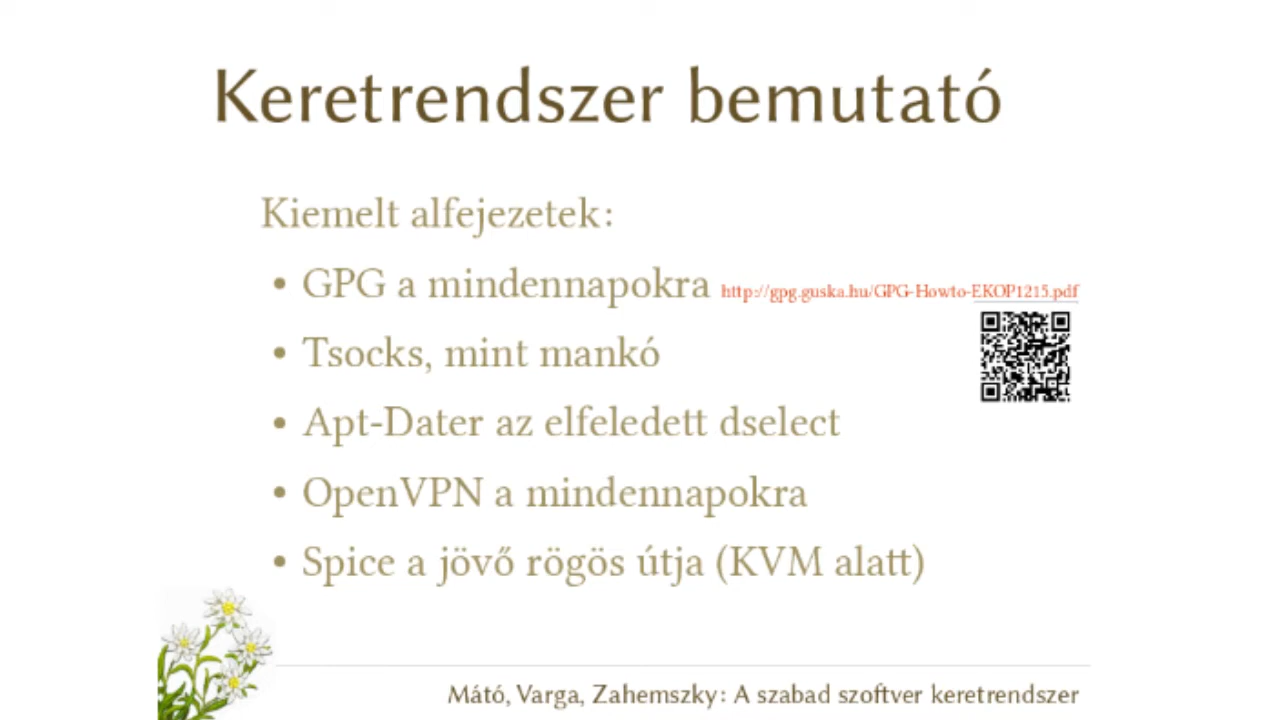 Keretrendszer bemutató
Kiemelt alfejezetek:
• GPG a mindennapokra http://gpg.guska.hu/GPG-Howto-EKOP1215.pdf
• Tsocks, mint mankó
• Apt-Dater az elfeledett dselect
• OpenVPN a mindennapokra
• Spice a jövő rögös útja (KVM alatt)
Mátó, Varga, Zahemszky: A szabad szoftver keretrendszer